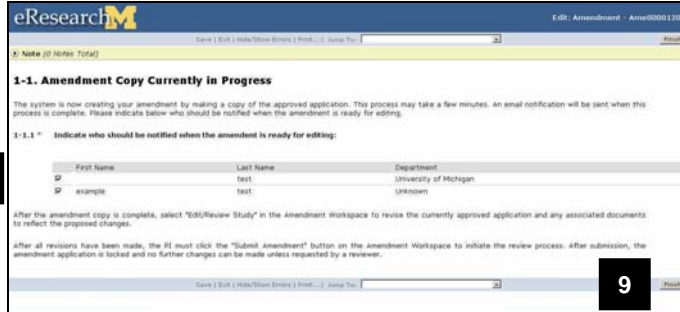 eResearch M
Edit: Amendment - Ame0000120
Save | Exit | Hide/Show Errors | Print... | Jump To:
Finish
Note (0 Notes Total)
1-1. Amendment Copy Currently in Progress
The system is now creating your amendment by making a copy of the approved application. This process may take a few minutes. An email notification will be sent when this
process is complete. Please indicate below who should be notified when the amendment is ready for editing.
1-1.1 * Indicate who should be notified when the amendent is ready for editing:
First Name Last Name Department
test University of Michigan
example test Unknown
After the amendment copy is complete, select "Edit/Review Study" in the Amendment Workspace to revise the currently approved application and any associated documents
to reflect the proposed changes.
After all revisions have been made, the PI must click the "Submit Amendment" button on the Amendment Workspace to initiate the review process. After submission, the
amendment application is locked and no further changes can be made unless requested by a reviewer.
Save | Exit | Hide/Show Errors | Print... | Jump To:
Finish
9